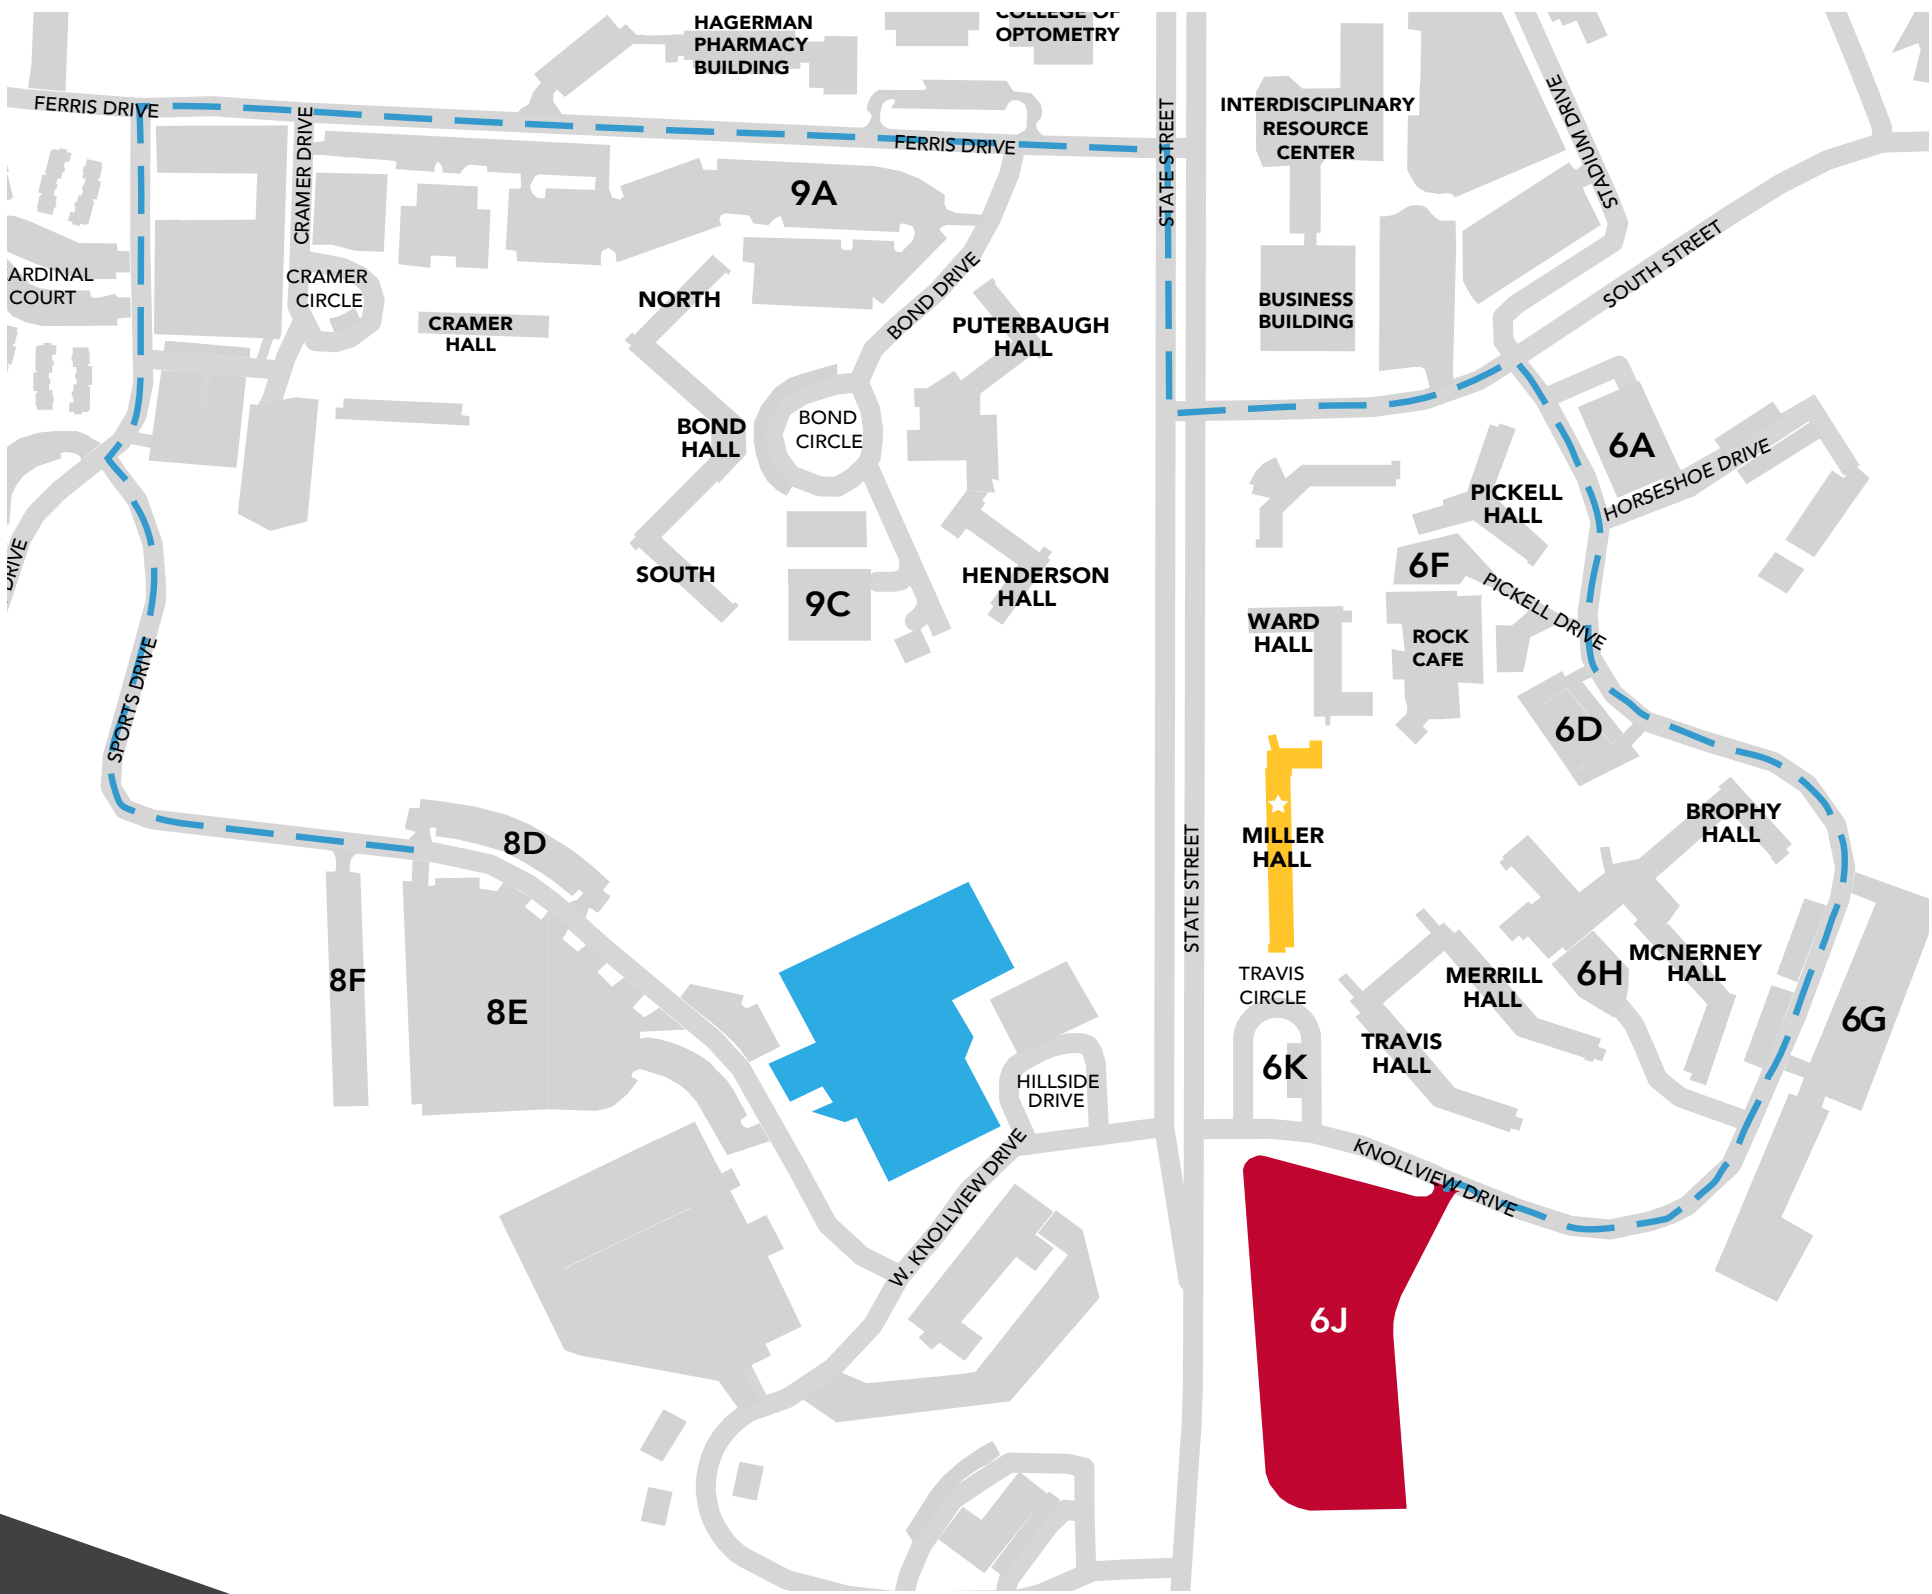 HAGERMAN
PHARMACY
BUILDING
COLLEGE OF
OPTOMETRY
FERRIS DRIVE
CRAMER DRIVE
FERRIS DRIVE
STATE STREET
INTERDISCIPLINARY
RESOURCE
CENTER
STADIUM DRIVE
9A
ARDINAL
COURT
CRAMER
CIRCLE
CRAMER
HALL
NORTH
BOND DRIVE
PUTERBAUGH
HALL
BUSINESS
BUILDING
SOUTH STREET
BOND
HALL
BOND
CIRCLE
6A
HORSESHOE DRIVE
PICKELL
HALL
DRIVE
SOUTH
9C
HENDERSON
HALL
6F
PICKELL DRIVE
WARD
HALL
ROCK
CAFE
SPORTS DRIVE
6D
8D
STATE STREET
MILLER
HALL
BROPHY
HALL
8F
8E
TRAVIS
CIRCLE
MERRILL
HALL
6H
MCNERNEY
HALL
6G
HILLSIDE
DRIVE
6K
TRAVIS
HALL
W. KNOLLVIEW DRIVE
KNOLLVIEW DRIVE
6J